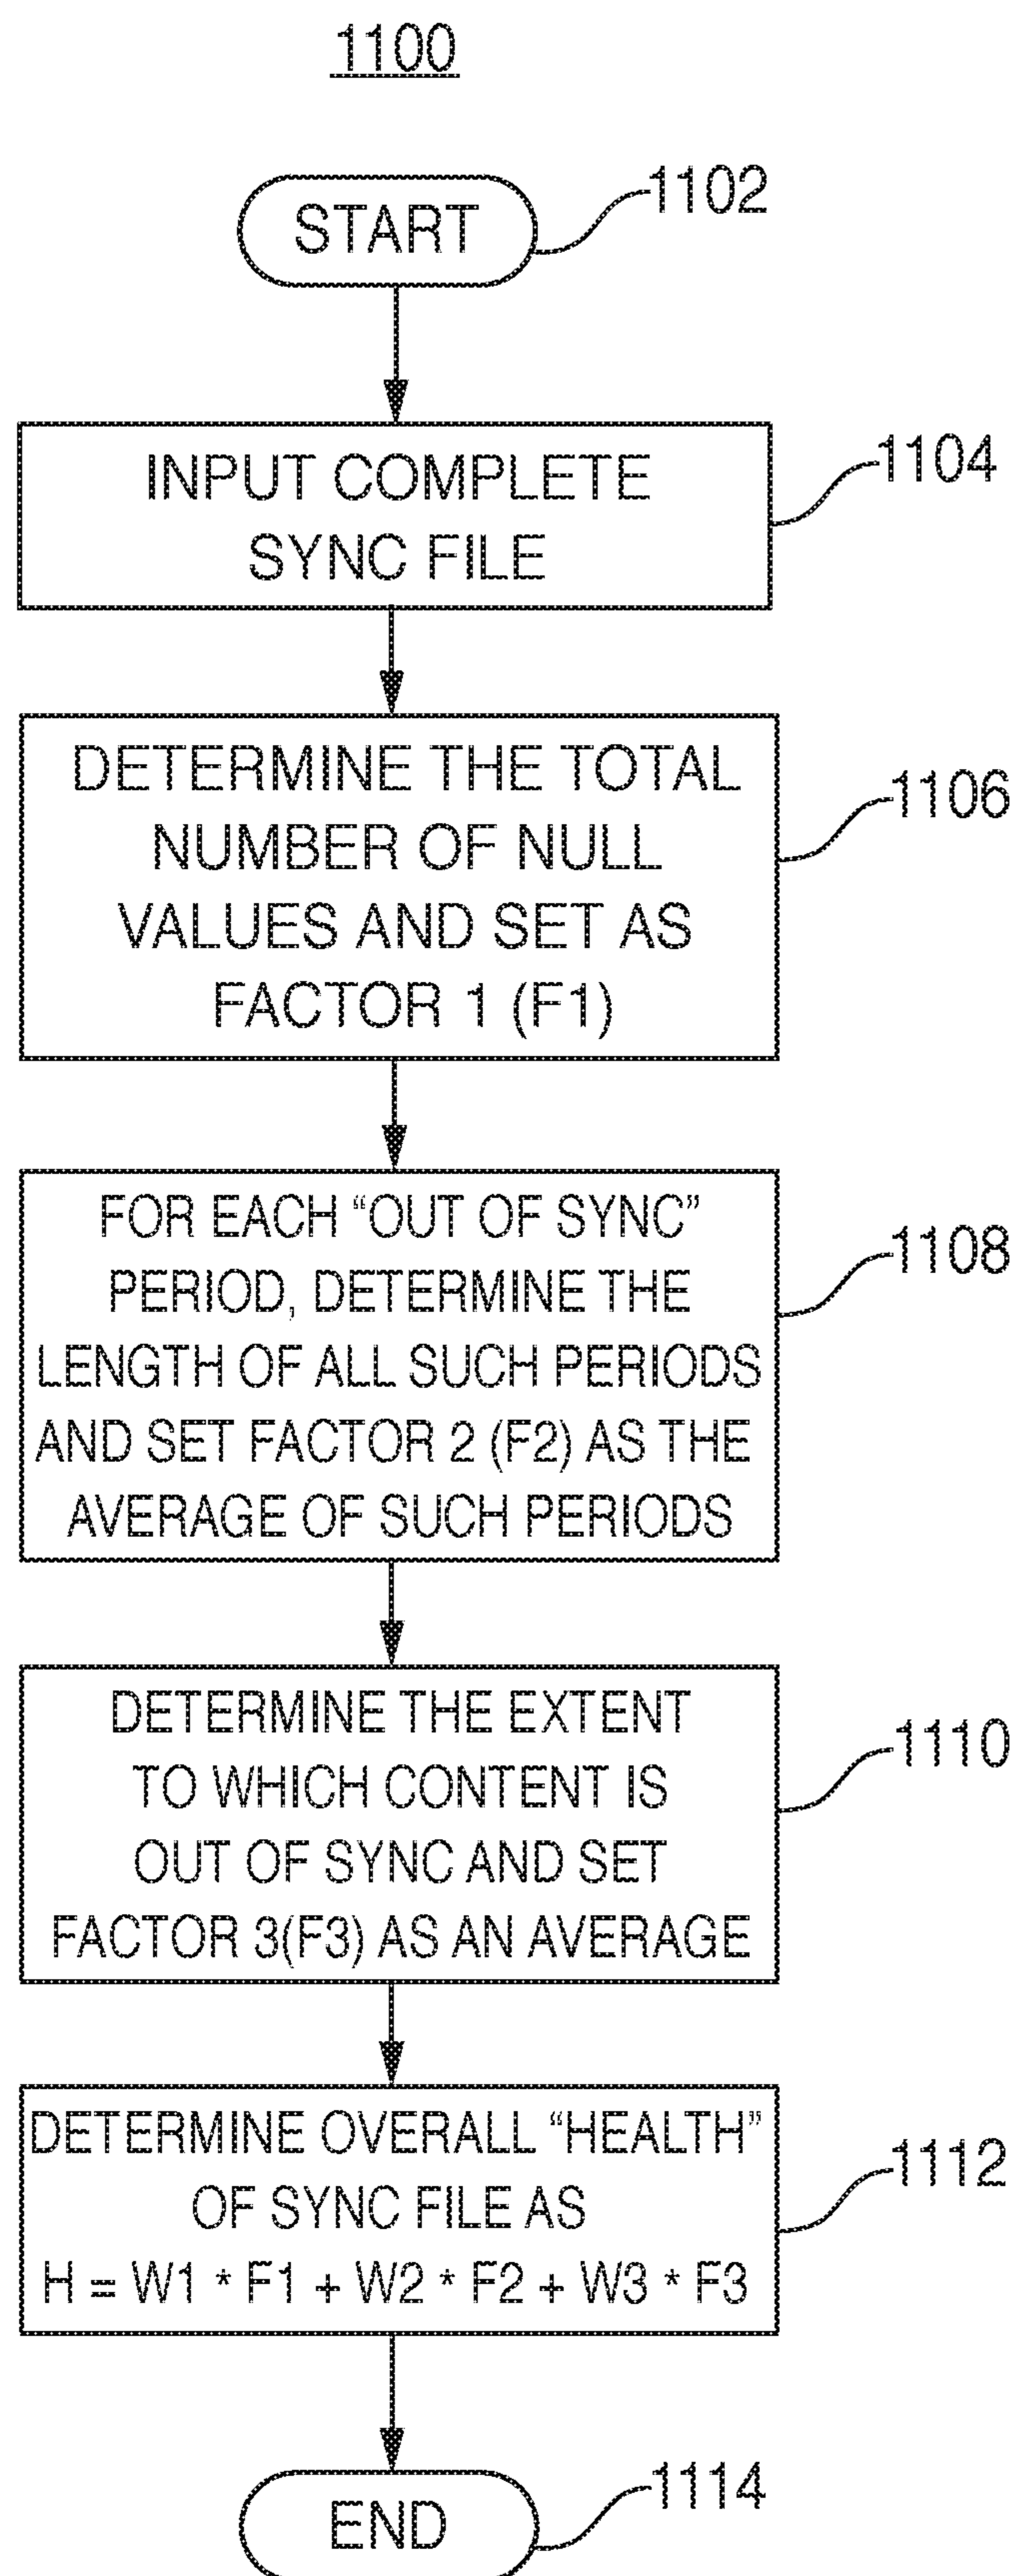 1100
START
1102
INPUT COMPLETE
SYNC FILE
1104
DETERMINE THE TOTAL
NUMBER OF NULL
VALUES AND SET AS
FACTOR 1 (F1)
1106
FOR EACH “OUT OF SYNC”
PERIOD, DETERMINE THE
LENGTH OF ALL SUCH PERIODS
AND SET FACTOR 2 (F2) AS THE
AVERAGE OF SUCH PERIODS
1108
DETERMINE THE EXTENT
TO WHICH CONTENT IS
OUT OF SYNC AND SET
FACTOR 3(F3) AS AN AVERAGE
1110
DETERMINE OVERALL “HEALTH”
OF SYNC FILE AS
H = W1 * F1 + W2 * F2 + W3 * F3
1112
END
1114